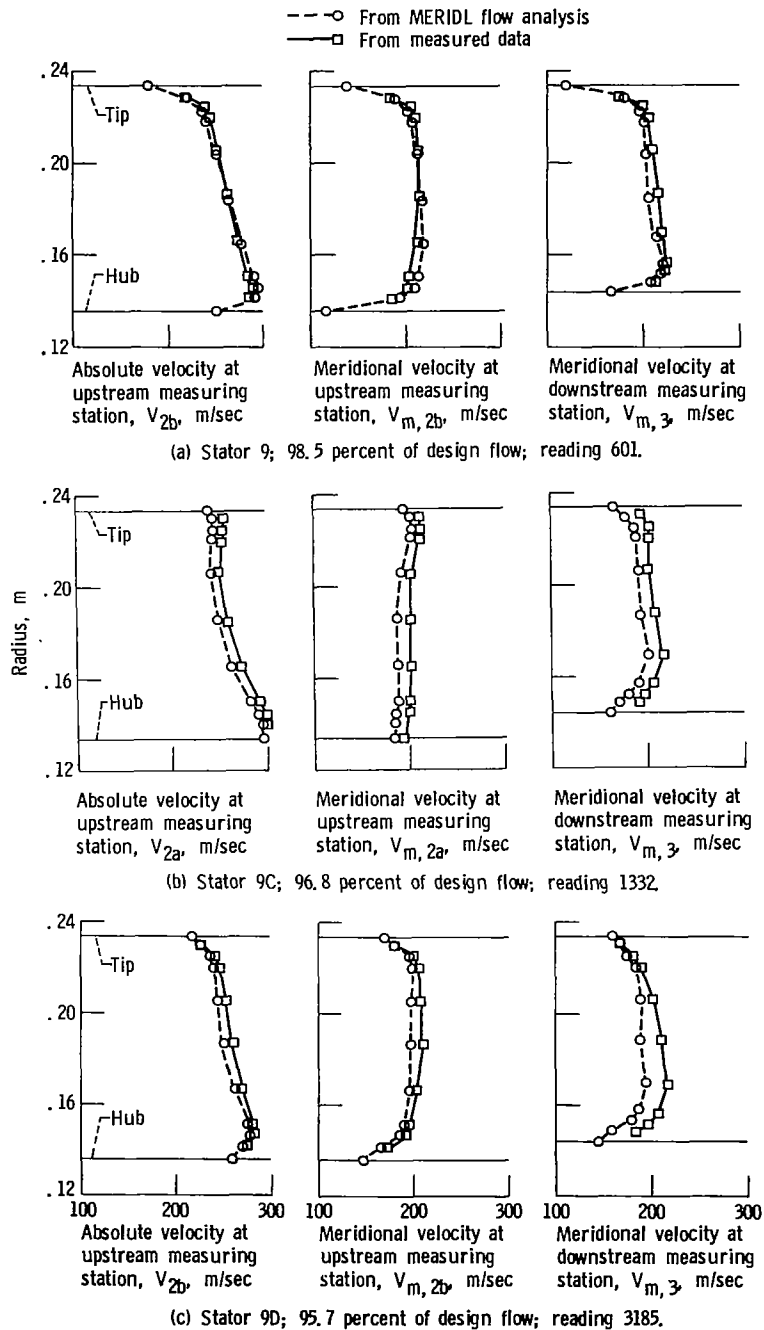 From MERIDL flow analysis
From measured data
.24
Tip
.20
.16
Hub
.12
Absolute velocity at
upstream measuring
station, V2b, m/sec
Meridional velocity at
upstream measuring
station, Vm, 2b, m/sec
Meridional velocity at
downstream measuring
station, Vm, 3, m/sec
(a) Stator 9; 98.5 percent of design flow; reading 601.
Radius, m
.24
Tip
.20
.16
Hub
.12
Absolute velocity at
upstream measuring
station, V2a, m/sec
Meridional velocity at
upstream measuring
station, Vm, 2a, m/sec
Meridional velocity at
downstream measuring
station, Vm, 3, m/sec
(b) Stator 9C; 96.8 percent of design flow; reading 1332.
.24
Tip
.20
.16
Hub
.12
100 200 300 100 200 300 100 200 300
Absolute velocity at
upstream measuring
station, V2b, m/sec
Meridional velocity at
upstream measuring
station, Vm, 2b, m/sec
Meridional velocity at
downstream measuring
station, Vm, 3, m/sec
(c) Stator 9D; 95.7 percent of design flow; reading 3185.